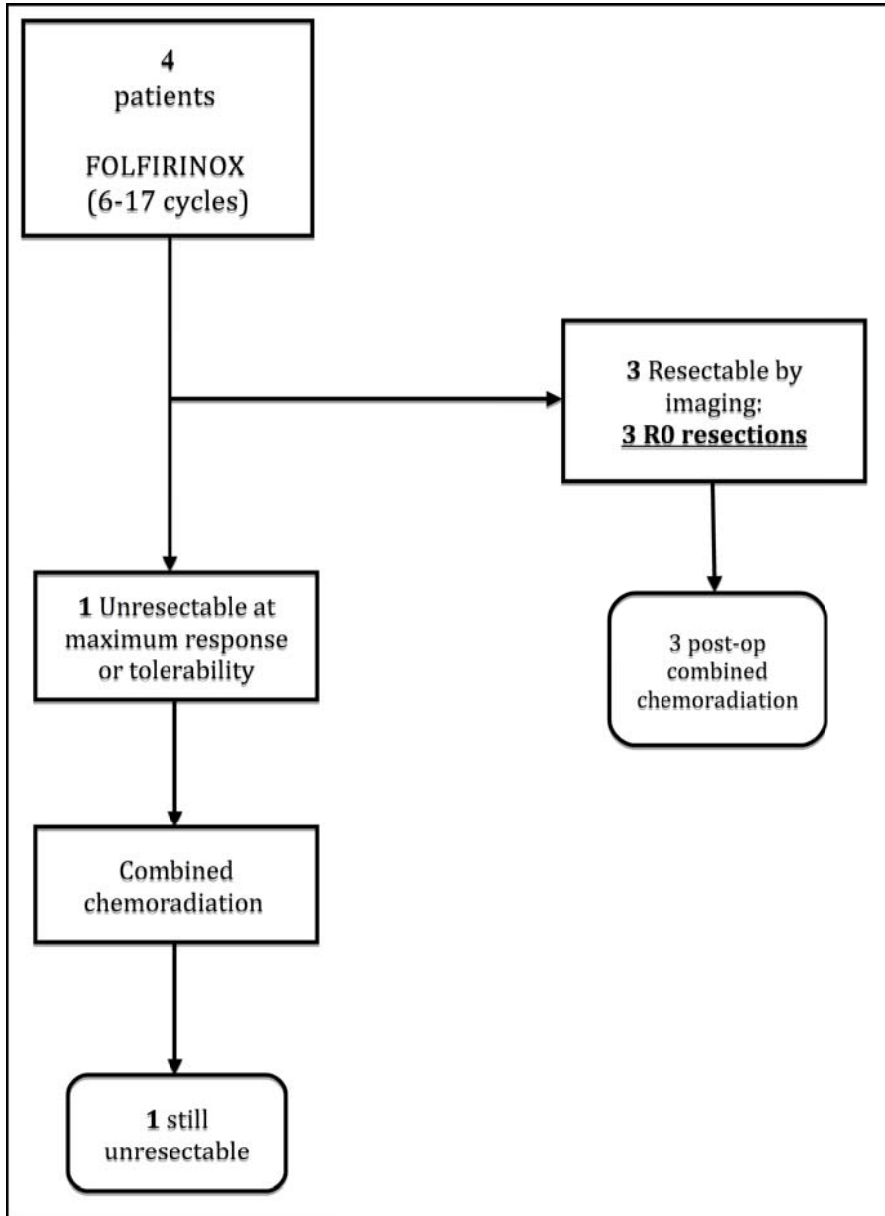 4
patients
FOLFIRINOX
(6-17 cycles)
3 Resectable by
imaging:
3 R0 resections
1 Unresectable at
maximum response
or tolerability
3 post-op
combined
chemoradiation
Combined
chemoradiation
1 still
unresectable